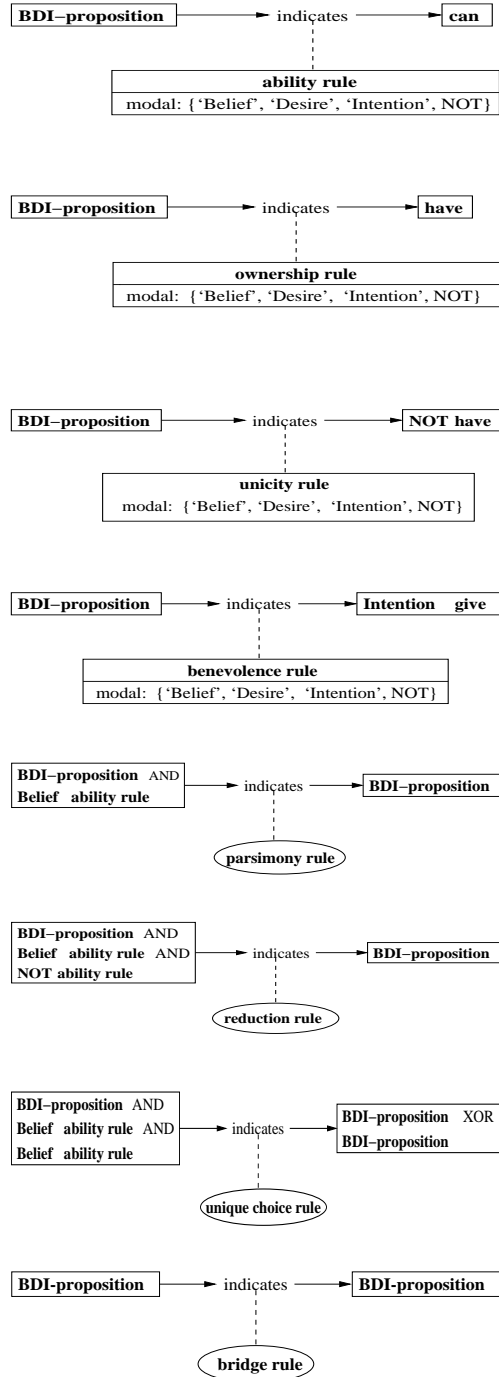 BDI–proposition indicates can
ability rule
modal: {‘Belief’, ‘Desire’, ‘Intention’, NOT}
BDI–proposition indicates have
ownership rule
modal: {‘Belief’, ‘Desire’, ‘Intention’, NOT}
BDI–proposition indicates NOT have
unicity rule
modal: {‘Belief’, ‘Desire’, ‘Intention’, NOT}
BDI–proposition indicates Intention give
benevolence rule
modal: {‘Belief’, ‘Desire’, ‘Intention’, NOT}
BDI–proposition AND
Belief ability rule
indicates
BDI–proposition
parsimony rule
BDI–proposition AND
Belief ability rule AND
NOT ability rule
indicates
BDI–proposition
reduction rule
BDI–proposition AND
Belief ability rule AND
Belief ability rule
indicates
BDI–proposition XOR
BDI–proposition
unique choice rule
BDI-proposition indicates BDI-proposition
bridge rule